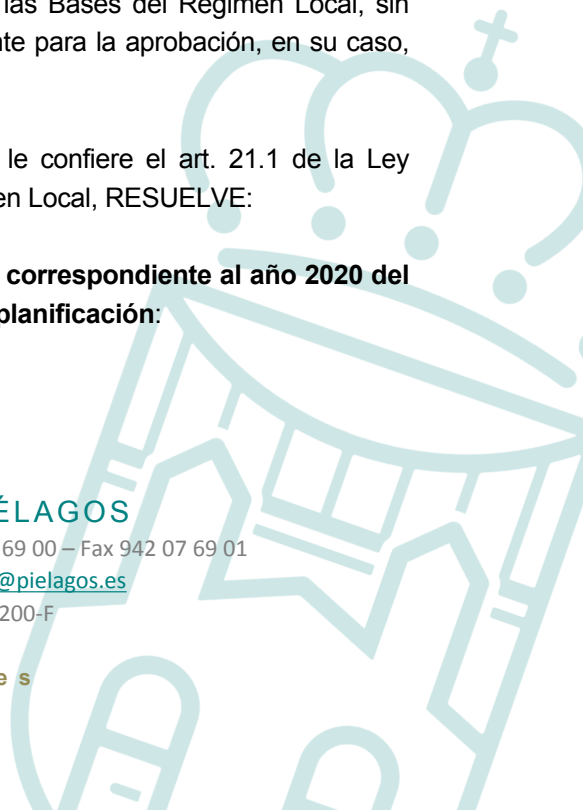 las Bases del Régimen Local, sin
nte para la aprobación, en su caso,
le confiere el art. 21.1 de la Ley
en Local, RESUELVE:
correspondiente al año 2020 del
planificación:
ÉLAGOS
69 00 – Fax 942 07 69 01
@pielagos.es
200-F
e s